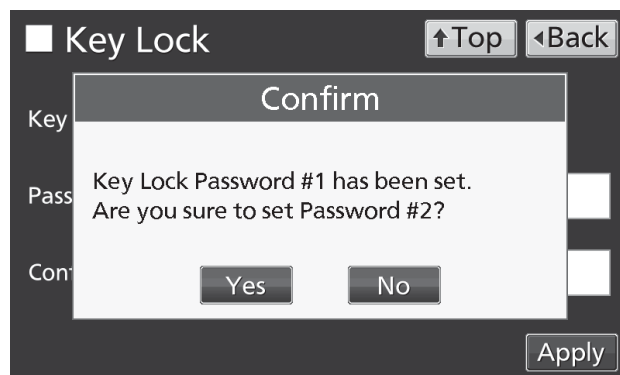 Key Lock
↑Top
◂Back
Confirm
Key
Key Lock Password #1 has been set.
Pass
Are you sure to set Password #2?
Yes
No
Apply